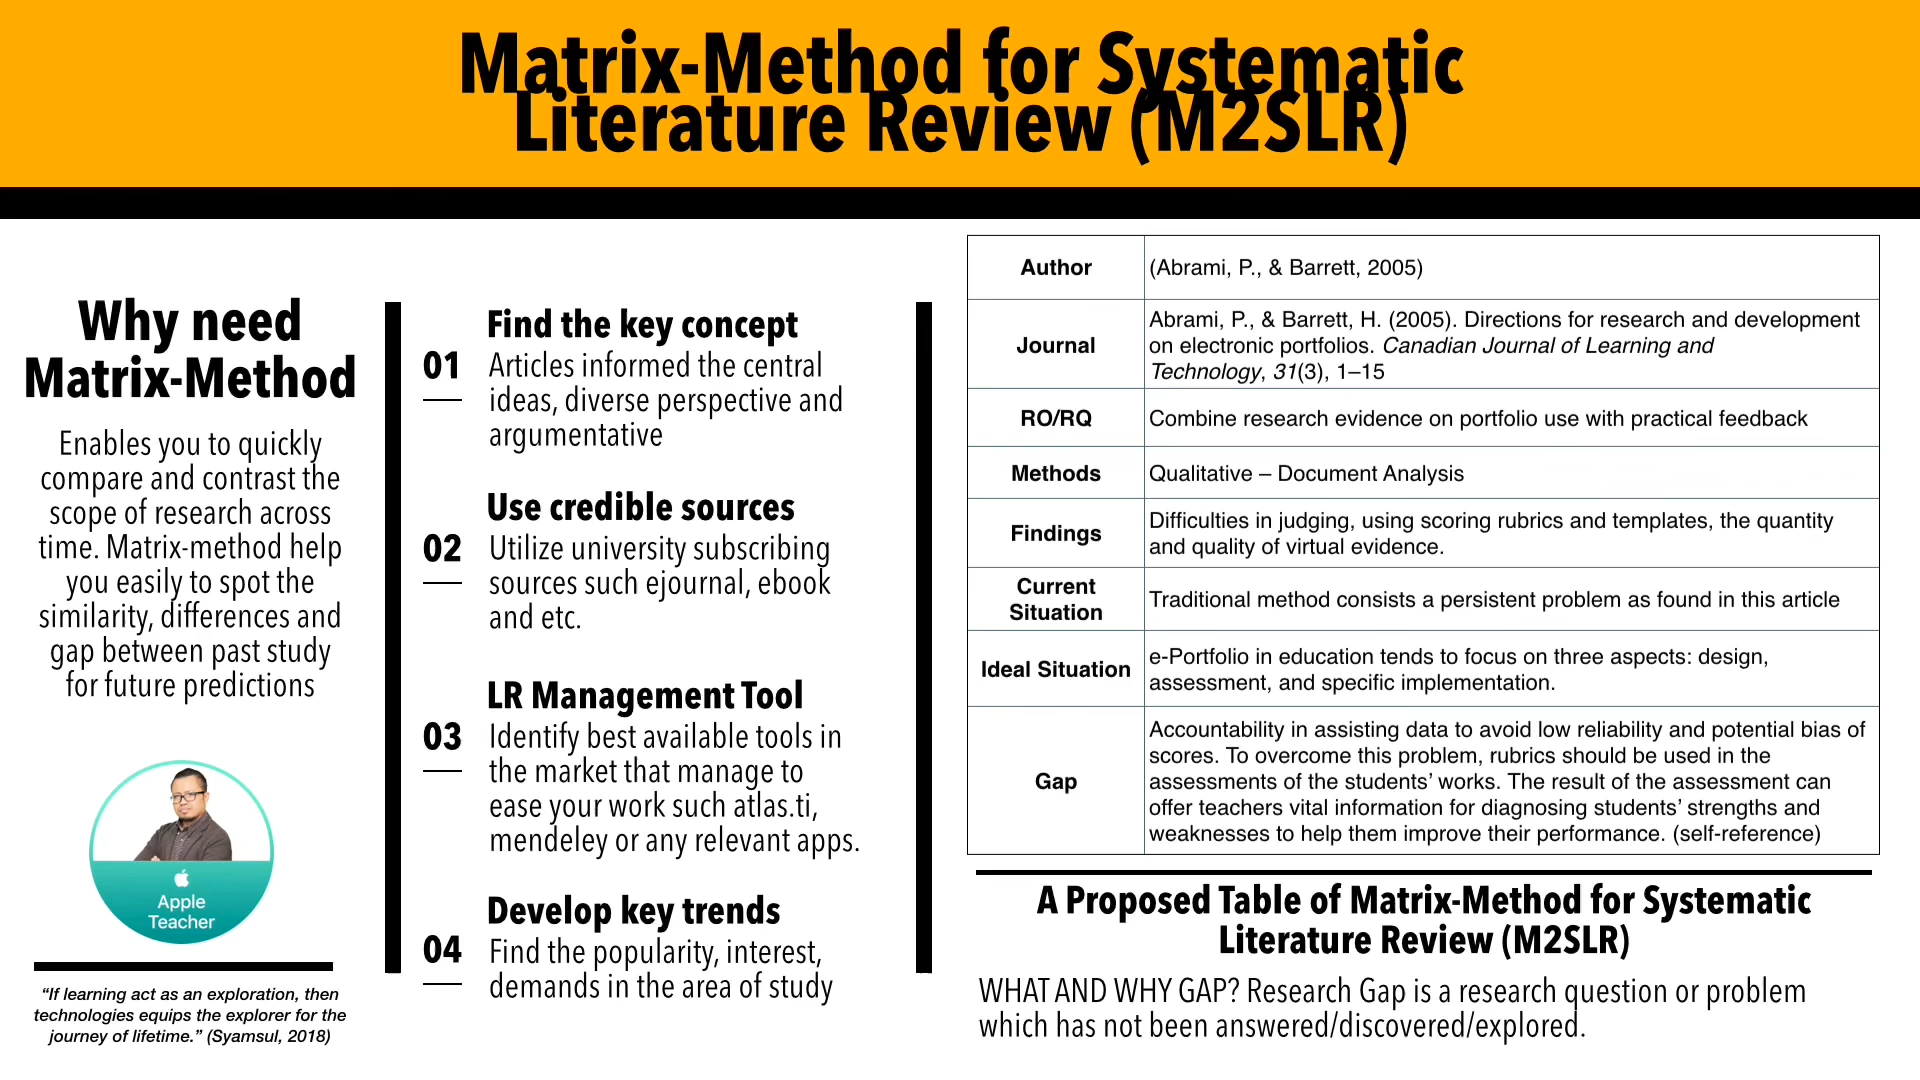 Matrix-Method for Systematic
Literature Review (M2SLR)
Why need
Matrix-Method
Enables you to quickly
compare and contrast the
scope of research across
time. Matrix-method help
you easily to spot the
similarity, differences and
gap between past study
for future predictions
Apple
Teacher
“If learning act as an exploration, then
technologies equips the explorer for the
journey of lifetime.” (Syamsul, 2018)
01
Find the key concept
Articles informed the central
ideas, diverse perspective and
argumentative
02
Use credible sources
Utilize university subscribing
sources such ejournal, ebook
and etc.
03
LR Management Tool
Identify best available tools in
the market that manage to
ease your work such atlas.ti,
mendeley or any relevant apps.
04
Develop key trends
Find the popularity, interest,
demands in the area of study
Author
(Abrami, P., & Barrett, 2005)
Journal
Abrami, P., & Barrett, H. (2005). Directions for research and development
on electronic portfolios. Canadian Journal of Learning and
Technology, 31(3), 1–15
RO/RQ
Combine research evidence on portfolio use with practical feedback
Methods
Qualitative – Document Analysis
Findings
Difficulties in judging, using scoring rubrics and templates, the quantity
and quality of virtual evidence.
Current
Situation
Traditional method consists a persistent problem as found in this article
Ideal Situation
e-Portfolio in education tends to focus on three aspects: design,
assessment, and specific implementation.
Gap
Accountability in assisting data to avoid low reliability and potential bias of
scores. To overcome this problem, rubrics should be used in the
assessments of the students’ works. The result of the assessment can
offer teachers vital information for diagnosing students’ strengths and
weaknesses to help them improve their performance. (self-reference)
A Proposed Table of Matrix-Method for Systematic
Literature Review (M2SLR)
WHAT AND WHY GAP? Research Gap is a research question or problem
which has not been answered/discovered/explored.